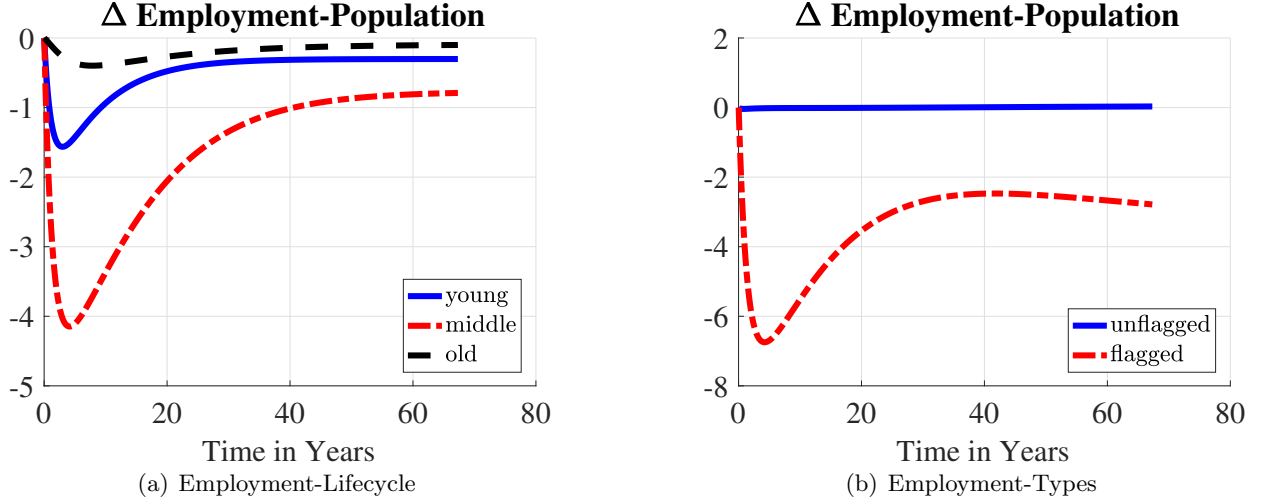 Δ Employment-Population
0
-1
-2
-3
-4
-5
0 20 40 60 80
young
middle
old
Time in Years
(a) Employment-Lifecycle
Δ Employment-Population
2
0
-2
-4
-6
-8
0 20 40 60 80
unflagged
flagged
Time in Years
(b) Employment-Types